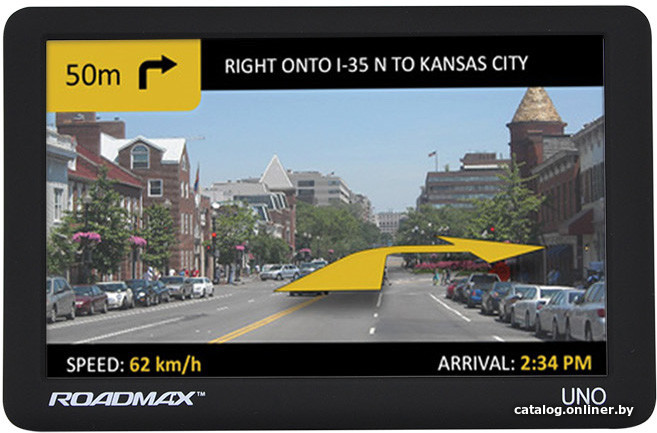 50m
RIGHT ONTO I-35 N TO KANSAS CITY
SPEED: 62 km/h
ARRIVAL: 2:34 PM
ROADMAX™
UNO
catalog.onliner.by